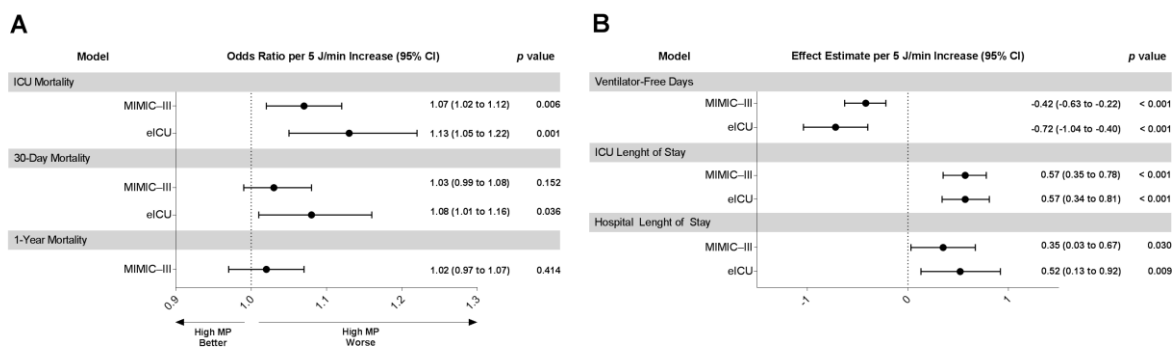 A
Model Odds Ratio per 5 J/min Increase (95% CI) p value
ICU Mortality
MIMIC–III 1.07 (1.02 to 1.12) 0.006
eICU 1.13 (1.05 to 1.22) 0.001
30-Day Mortality
MIMIC–III 1.03 (0.99 to 1.08) 0.152
eICU 1.08 (1.01 to 1.16) 0.036
1-Year Mortality
MIMIC–III 1.02 (0.97 to 1.07) 0.414
0.9 1.0 1.1 1.2 1.3
High MP Better High MP Worse
B
Model Effect Estimate per 5 J/min Increase (95% CI) p value
Ventilator-Free Days
MIMIC–III -0.42 (-0.63 to -0.22) < 0.001
eICU -0.72 (-1.04 to -0.40) < 0.001
ICU Lenght of Stay
MIMIC–III 0.57 (0.35 to 0.78) < 0.001
eICU 0.57 (0.34 to 0.81) < 0.001
Hospital Lenght of Stay
MIMIC–III 0.35 (0.03 to 0.67) 0.030
eICU 0.52 (0.13 to 0.92) 0.009
-1 0 1